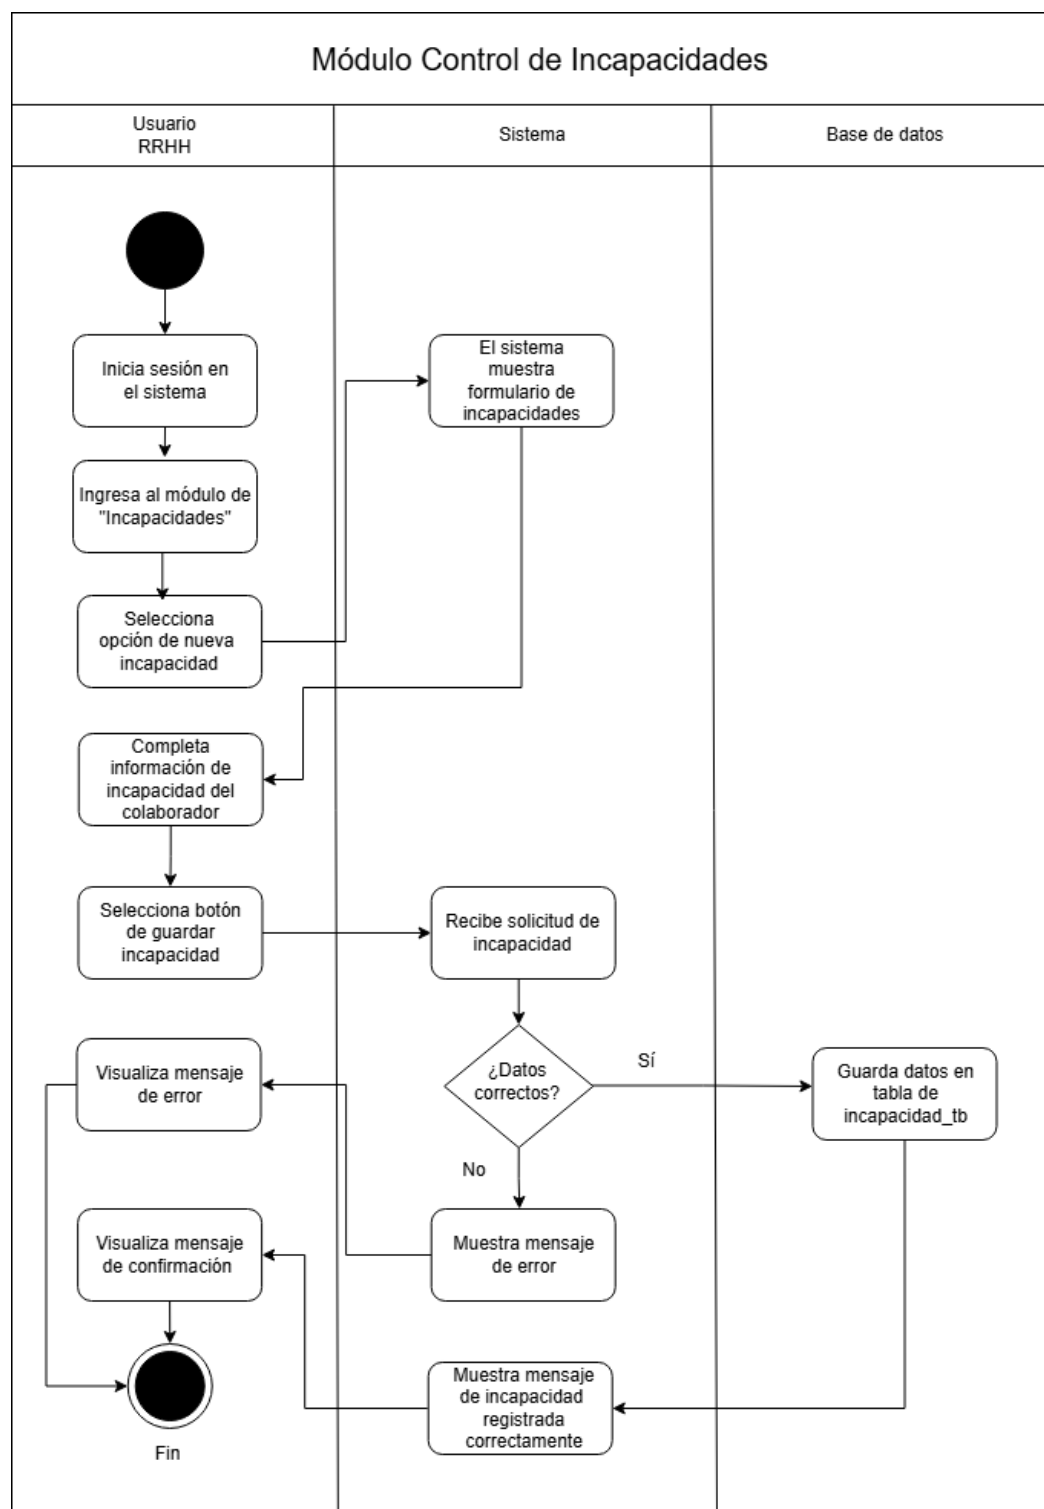 Módulo Control de Incapacidades
Usuario
RRHH
Sistema
Base de datos
Inicia sesión en
el sistema
El sistema
muestra
formulario de
incapacidades
Ingresa al módulo de
"Incapacidades"
Selecciona
opción de nueva
incapacidad
Completa
información de
incapacidad del
colaborador
Selecciona botón
de guardar
incapacidad
Recibe solicitud de
incapacidad
¿Datos
correctos?
Sí
Guarda datos en
tabla de
incapacidad_tb
Visualiza mensaje
de error
No
Muestra mensaje
de error
Visualiza mensaje
de confirmación
Muestra mensaje
de incapacidad
registrada
correctamente
Fin